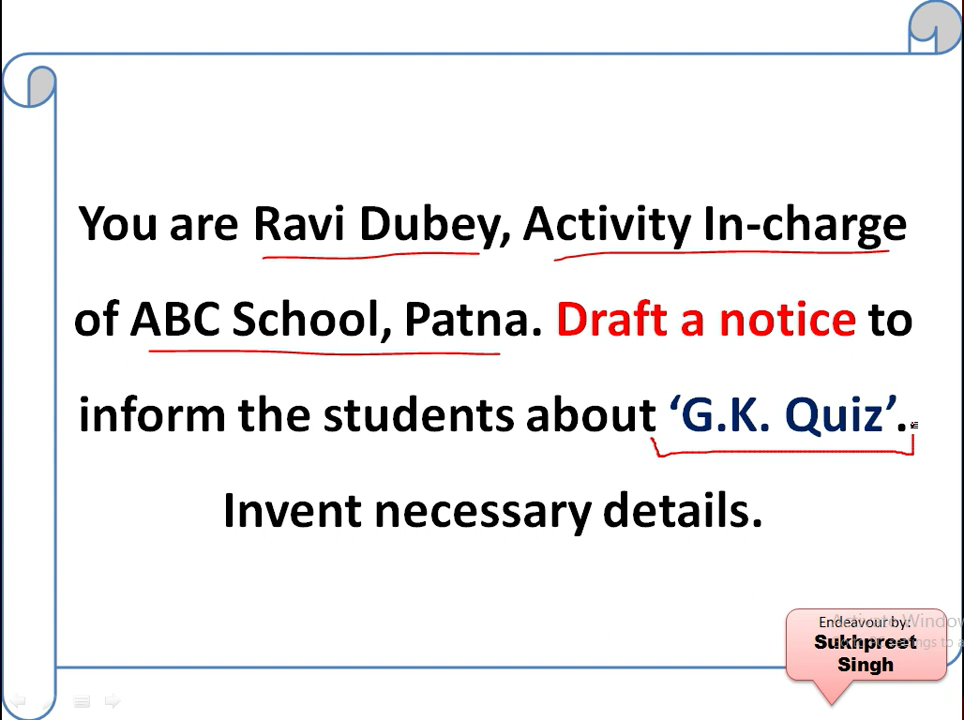 You are Ravi Dubey, Activity In-charge
of ABC School, Patna. Draft a notice to
inform the students about ‘G.K. Quiz’.
Invent necessary details.
Endeavour by:
Sukhpreet
Singh